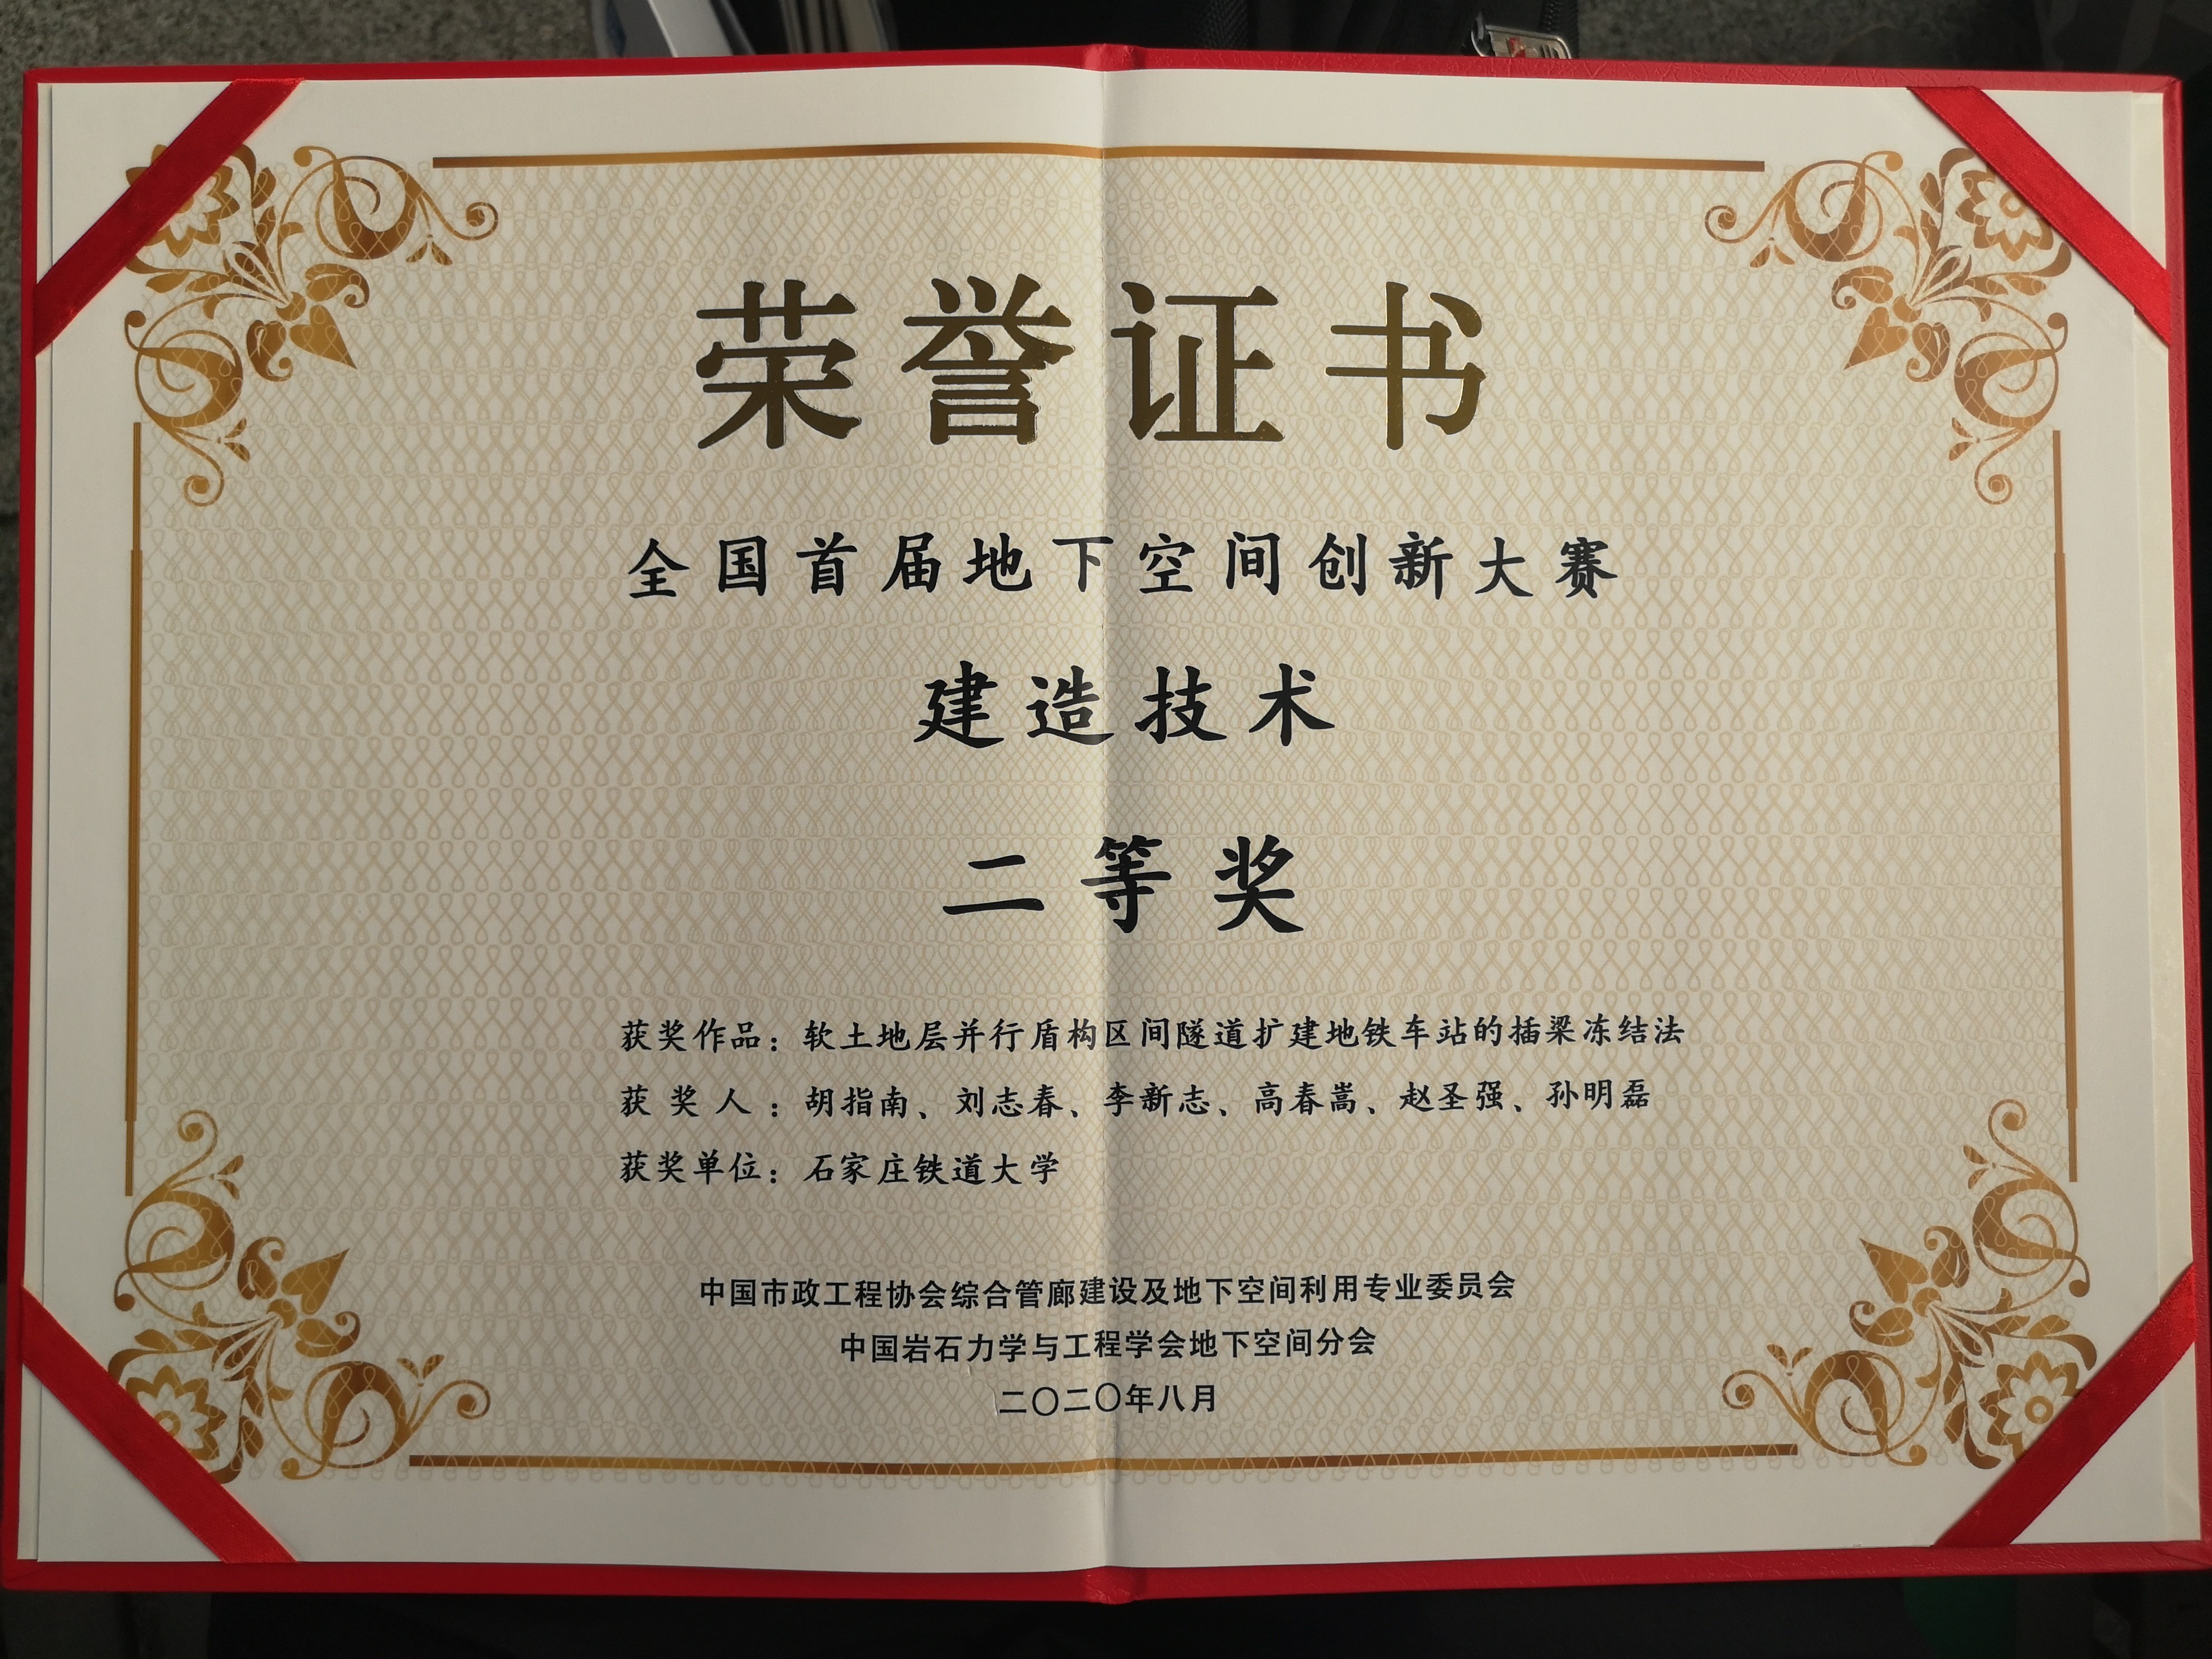 荣誉证书
全国首届地下空间创新大赛
建造技术
二等奖
获奖作品：软土地层并行盾构区间隧道扩建地铁车站的插梁冻结法
获奖人：胡指南、刘志春、李新志、高春嵩、赵圣强、孙明磊
获奖单位：石家庄铁道大学
中国市政工程协会综合管廊建设及地下空间利用专业委员会
中国岩石力学与工程学会地下空间分会
二〇二〇年八月